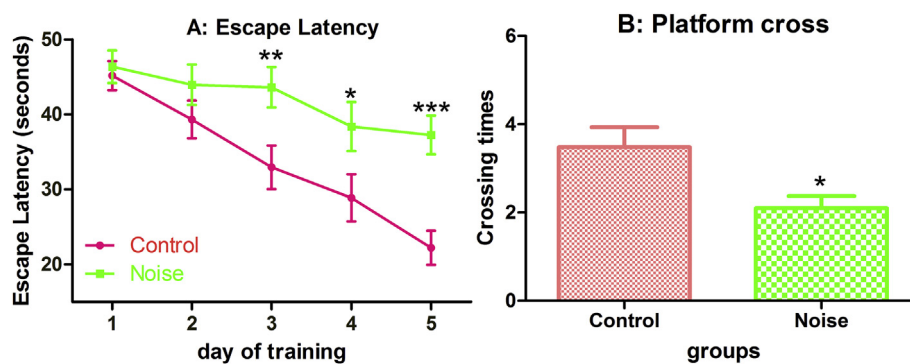 A: Escape Latency
Escape Latency (seconds)
50
40
30
20
**
*
***
Control
Noise
1 2 3 4 5
day of training
B: Platform cross
Crossing times
6
4
2
0
*
Control Noise
groups